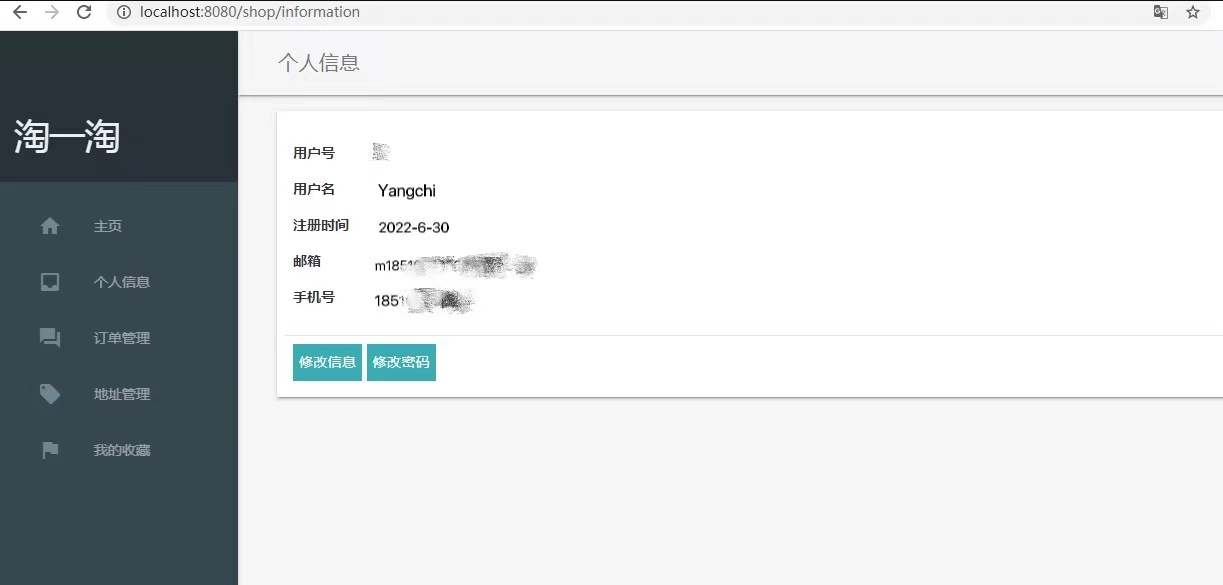 localhost:8080/shop/information
淘一淘
主页
个人信息
订单管理
地址管理
我的收藏
个人信息
用户号
用户名 Yangchi
注册时间 2022-6-30
邮箱
手机号
修改信息 修改密码